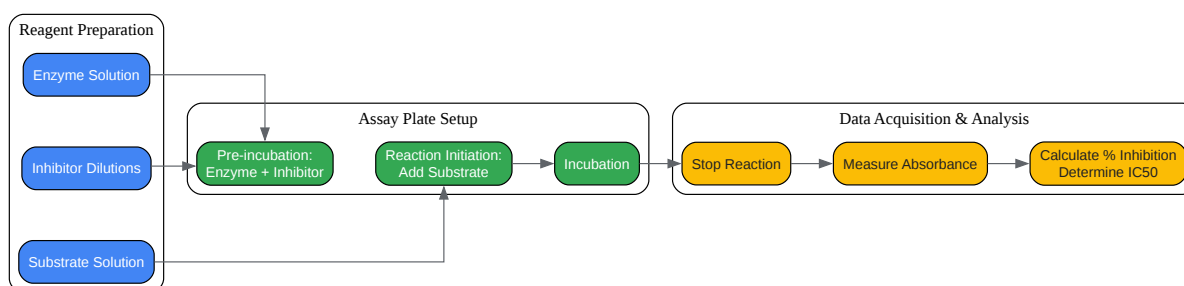 Reagent Preparation
Enzyme Solution
Inhibitor Dilutions
Substrate Solution
Assay Plate Setup
Pre-incubation:
Enzyme + Inhibitor
Reaction Initiation:
Add Substrate
Incubation
Data Acquisition & Analysis
Stop Reaction
Measure Absorbance
Calculate % Inhibition
Determine IC50